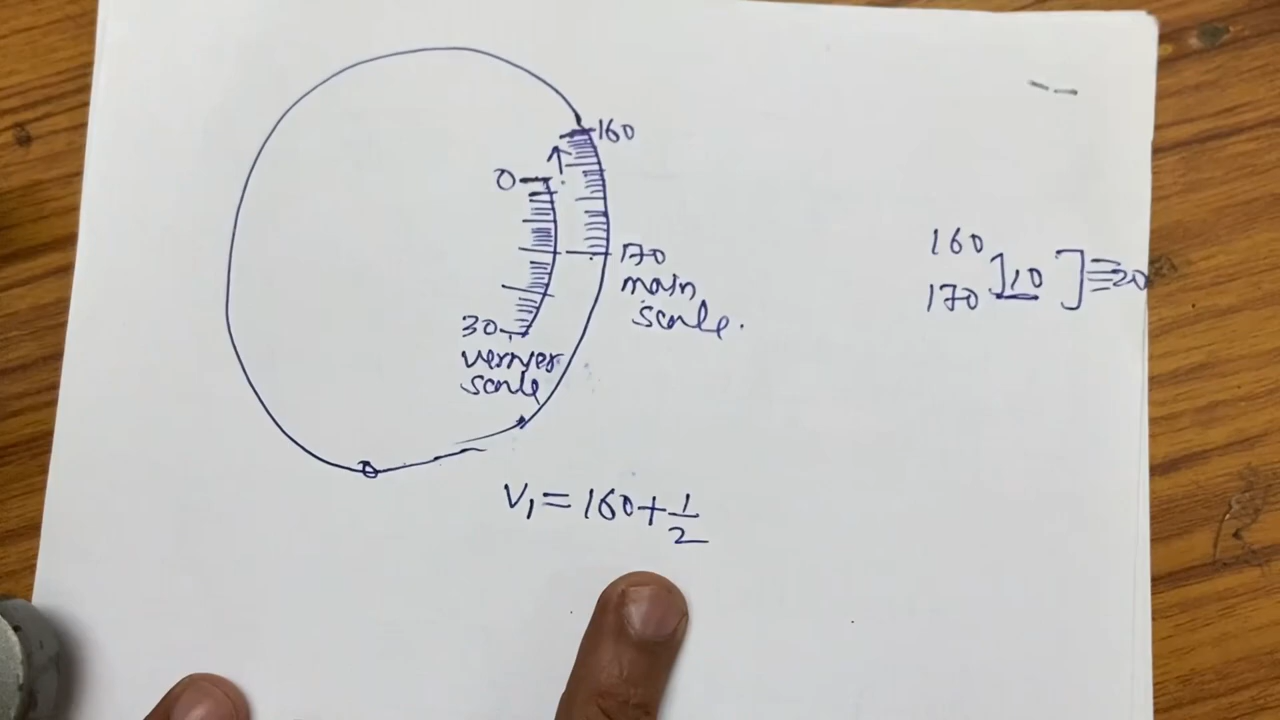 160
0
170
main
scale.
30
vernier
scale
160
170
10
≡20
V₁ = 160 + 1/2